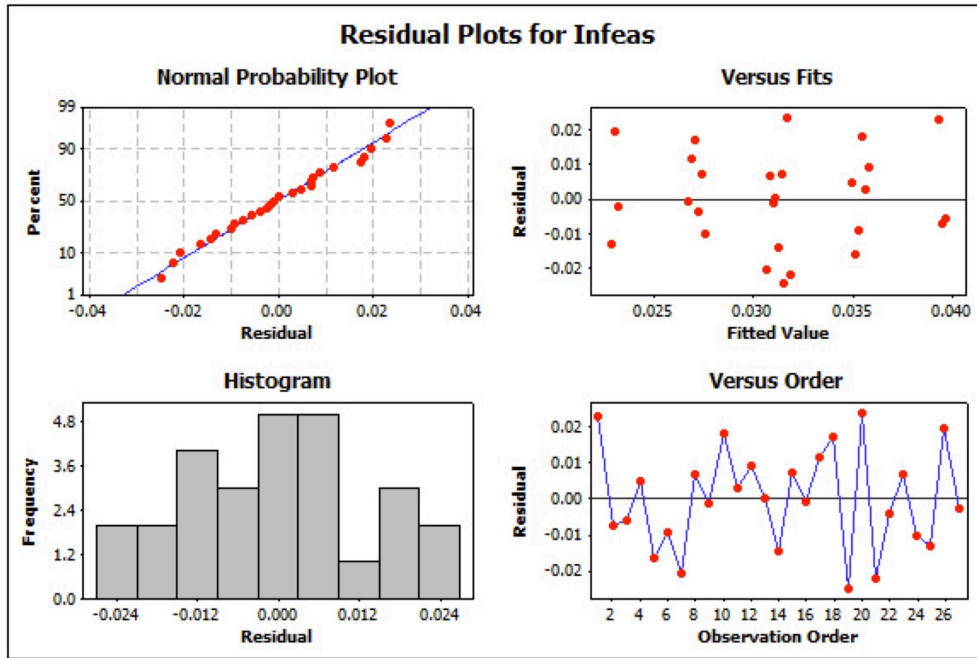 Residual Plots for Infeas
Normal Probability Plot
99
90
50
10
1
Percent
-0.04 -0.02 0.00 0.02 0.04
Residual
Versus Fits
0.02
0.01
0.00
-0.01
-0.02
Residual
0.025 0.030 0.035 0.040
Fitted Value
Histogram
4.8
3.6
2.4
1.2
0.0
Frequency
-0.024 -0.012 0.000 0.012 0.024
Residual
Versus Order
0.02
0.01
0.00
-0.01
-0.02
Residual
2 4 6 8 10 12 14 16 18 20 22 24 26
Observation Order